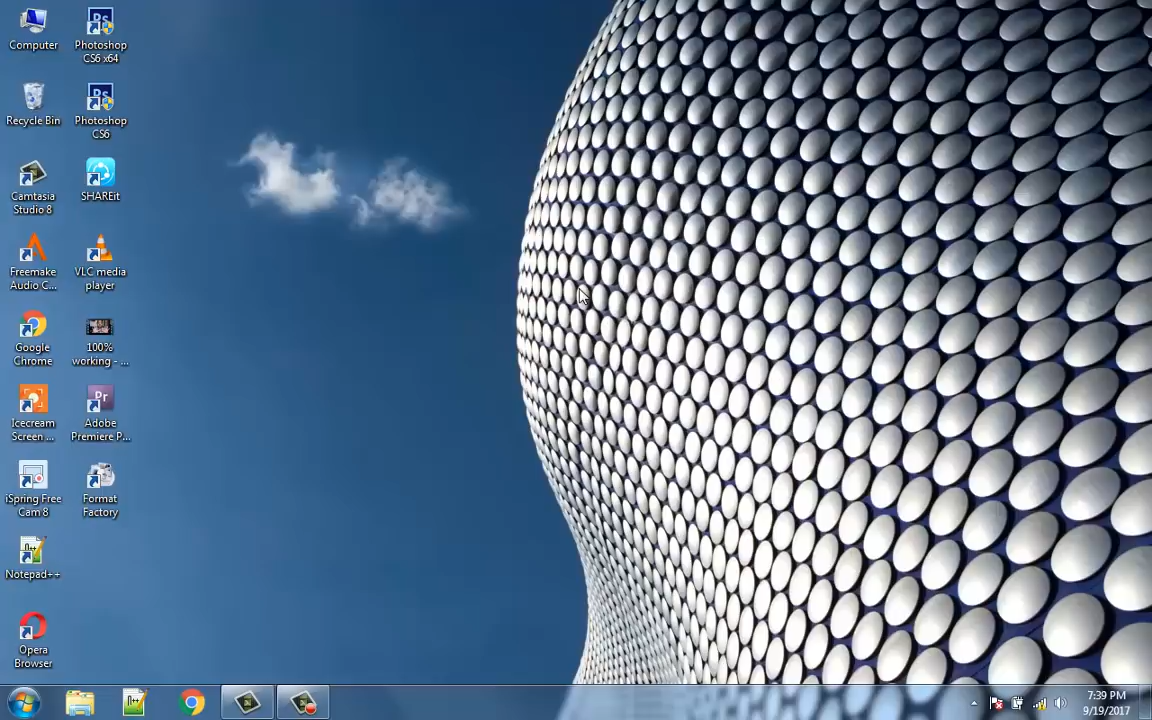 Computer
Photoshop
CS6 x64
Recycle Bin
Photoshop
CS6
Camtasia
Studio 8
SHAREit
Freemake
Audio C...
VLC media
player
Google
Chrome
100%
working - ...
Icecream
Screen ...
Adobe
Premiere P...
iSpring Free
Cam 8
Format
Factory
Notepad++
Opera
Browser
7:39 PM
9/19/2017